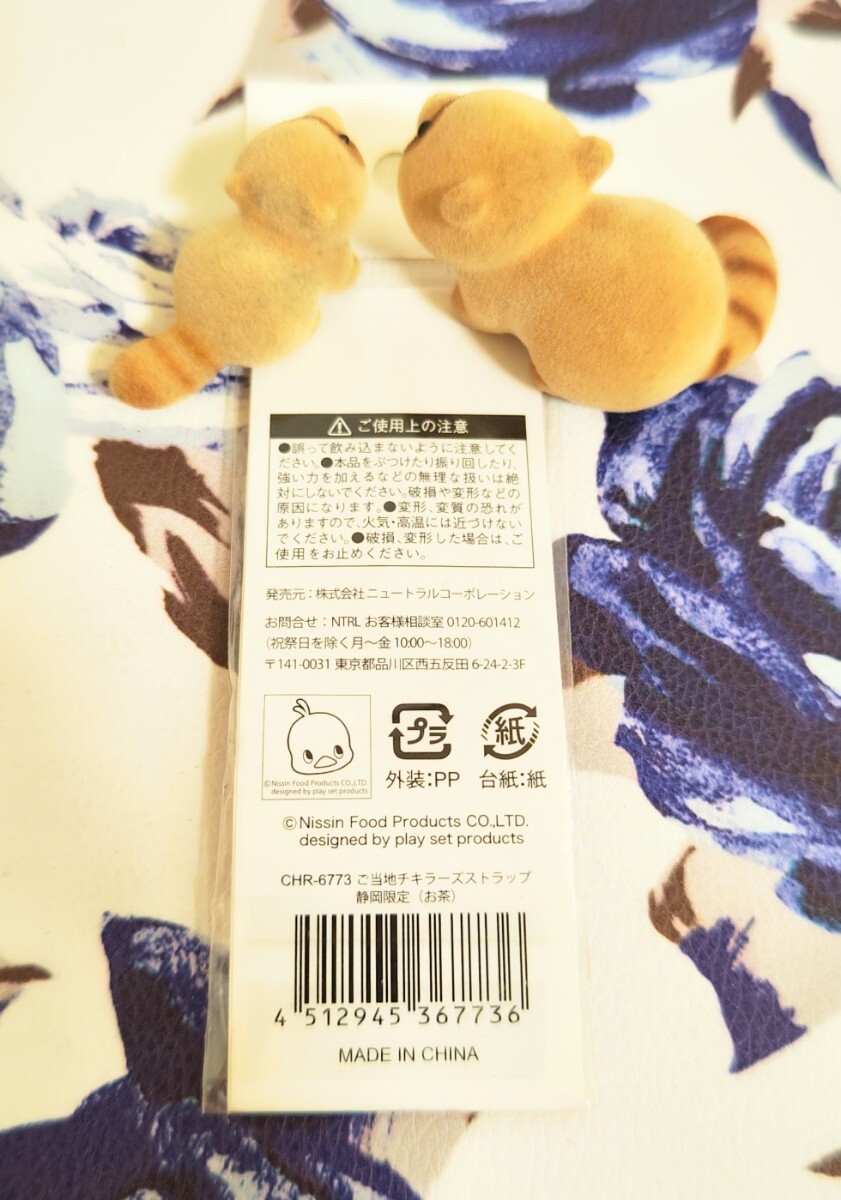 ご使用上の注意
●誤って飲み込まないように注意してく
ださい。●本品をぶつけたり振り回したり、
強い力を加えるなどの無理な扱いは絶
対にしないでください。破損や変形などの
原因になります。●変形、変質の恐れが
ありますので、火気・高温には近づけない
でください。●破損、変形した場合は、ご
使用をお止めください。
発売元：株式会社ニュートラルコーポレーション
お問合せ：NTRL お客様相談室 0120-601412
（祝祭日を除く月〜金 10:00〜18:00）
〒141-0031 東京都品川区西五反田 6-24-2-3F
©Nissin Food Products CO.,LTD.
designed by play set products
プラ
外装:PP
紙
台紙:紙
©Nissin Food Products CO.,LTD.
designed by play set products
CHR-6773 ご当地チキラーズストラップ
静岡限定（お茶）
4 512945 367736
MADE IN CHINA